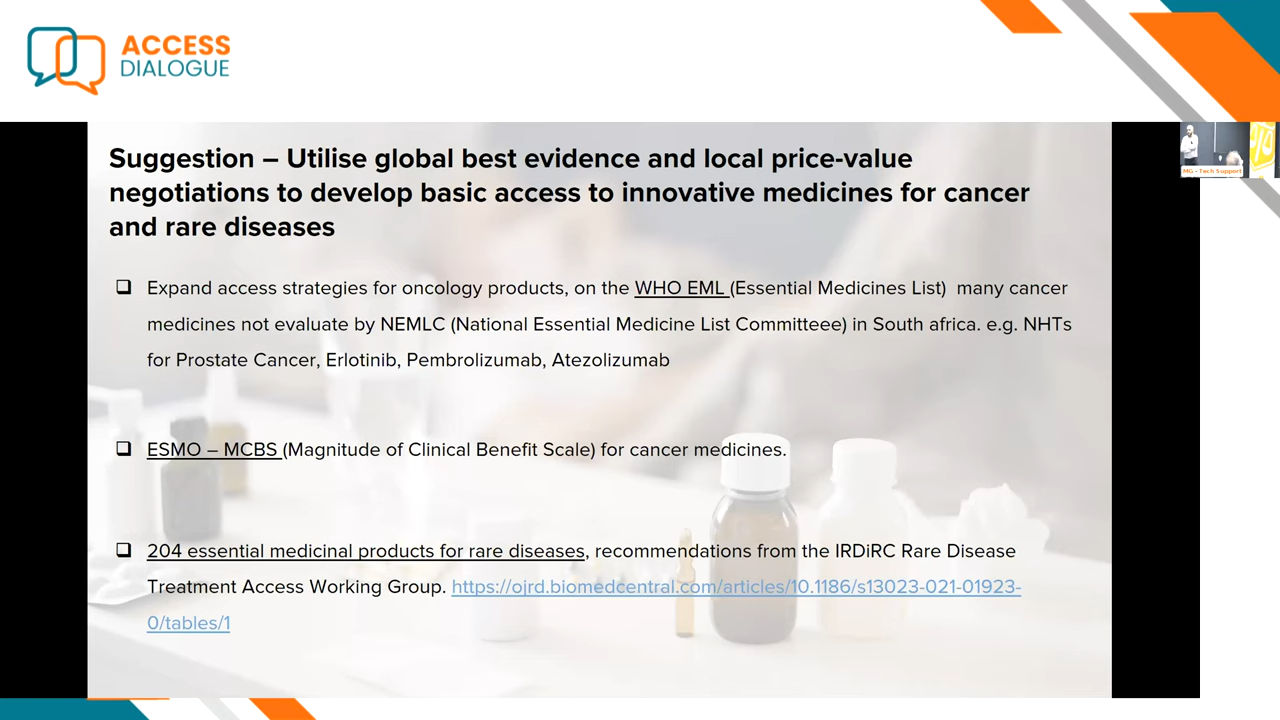 ACCESS
DIALOGUE
MG - Tech Support
Suggestion – Utilise global best evidence and local price-value
negotiations to develop basic access to innovative medicines for cancer
and rare diseases
Expand access strategies for oncology products, on the WHO EML (Essential Medicines List) many cancer
medicines not evaluate by NEMLC (National Essential Medicine List Committeee) in South africa. e.g. NHTs
for Prostate Cancer, Erlotinib, Pembrolizumab, Atezolizumab
ESMO – MCBS (Magnitude of Clinical Benefit Scale) for cancer medicines.
204 essential medicinal products for rare diseases, recommendations from the IRDiRC Rare Disease
Treatment Access Working Group. https://ojrd.biomedcentral.com/articles/10.1186/s13023-021-01923-
0/tables/1